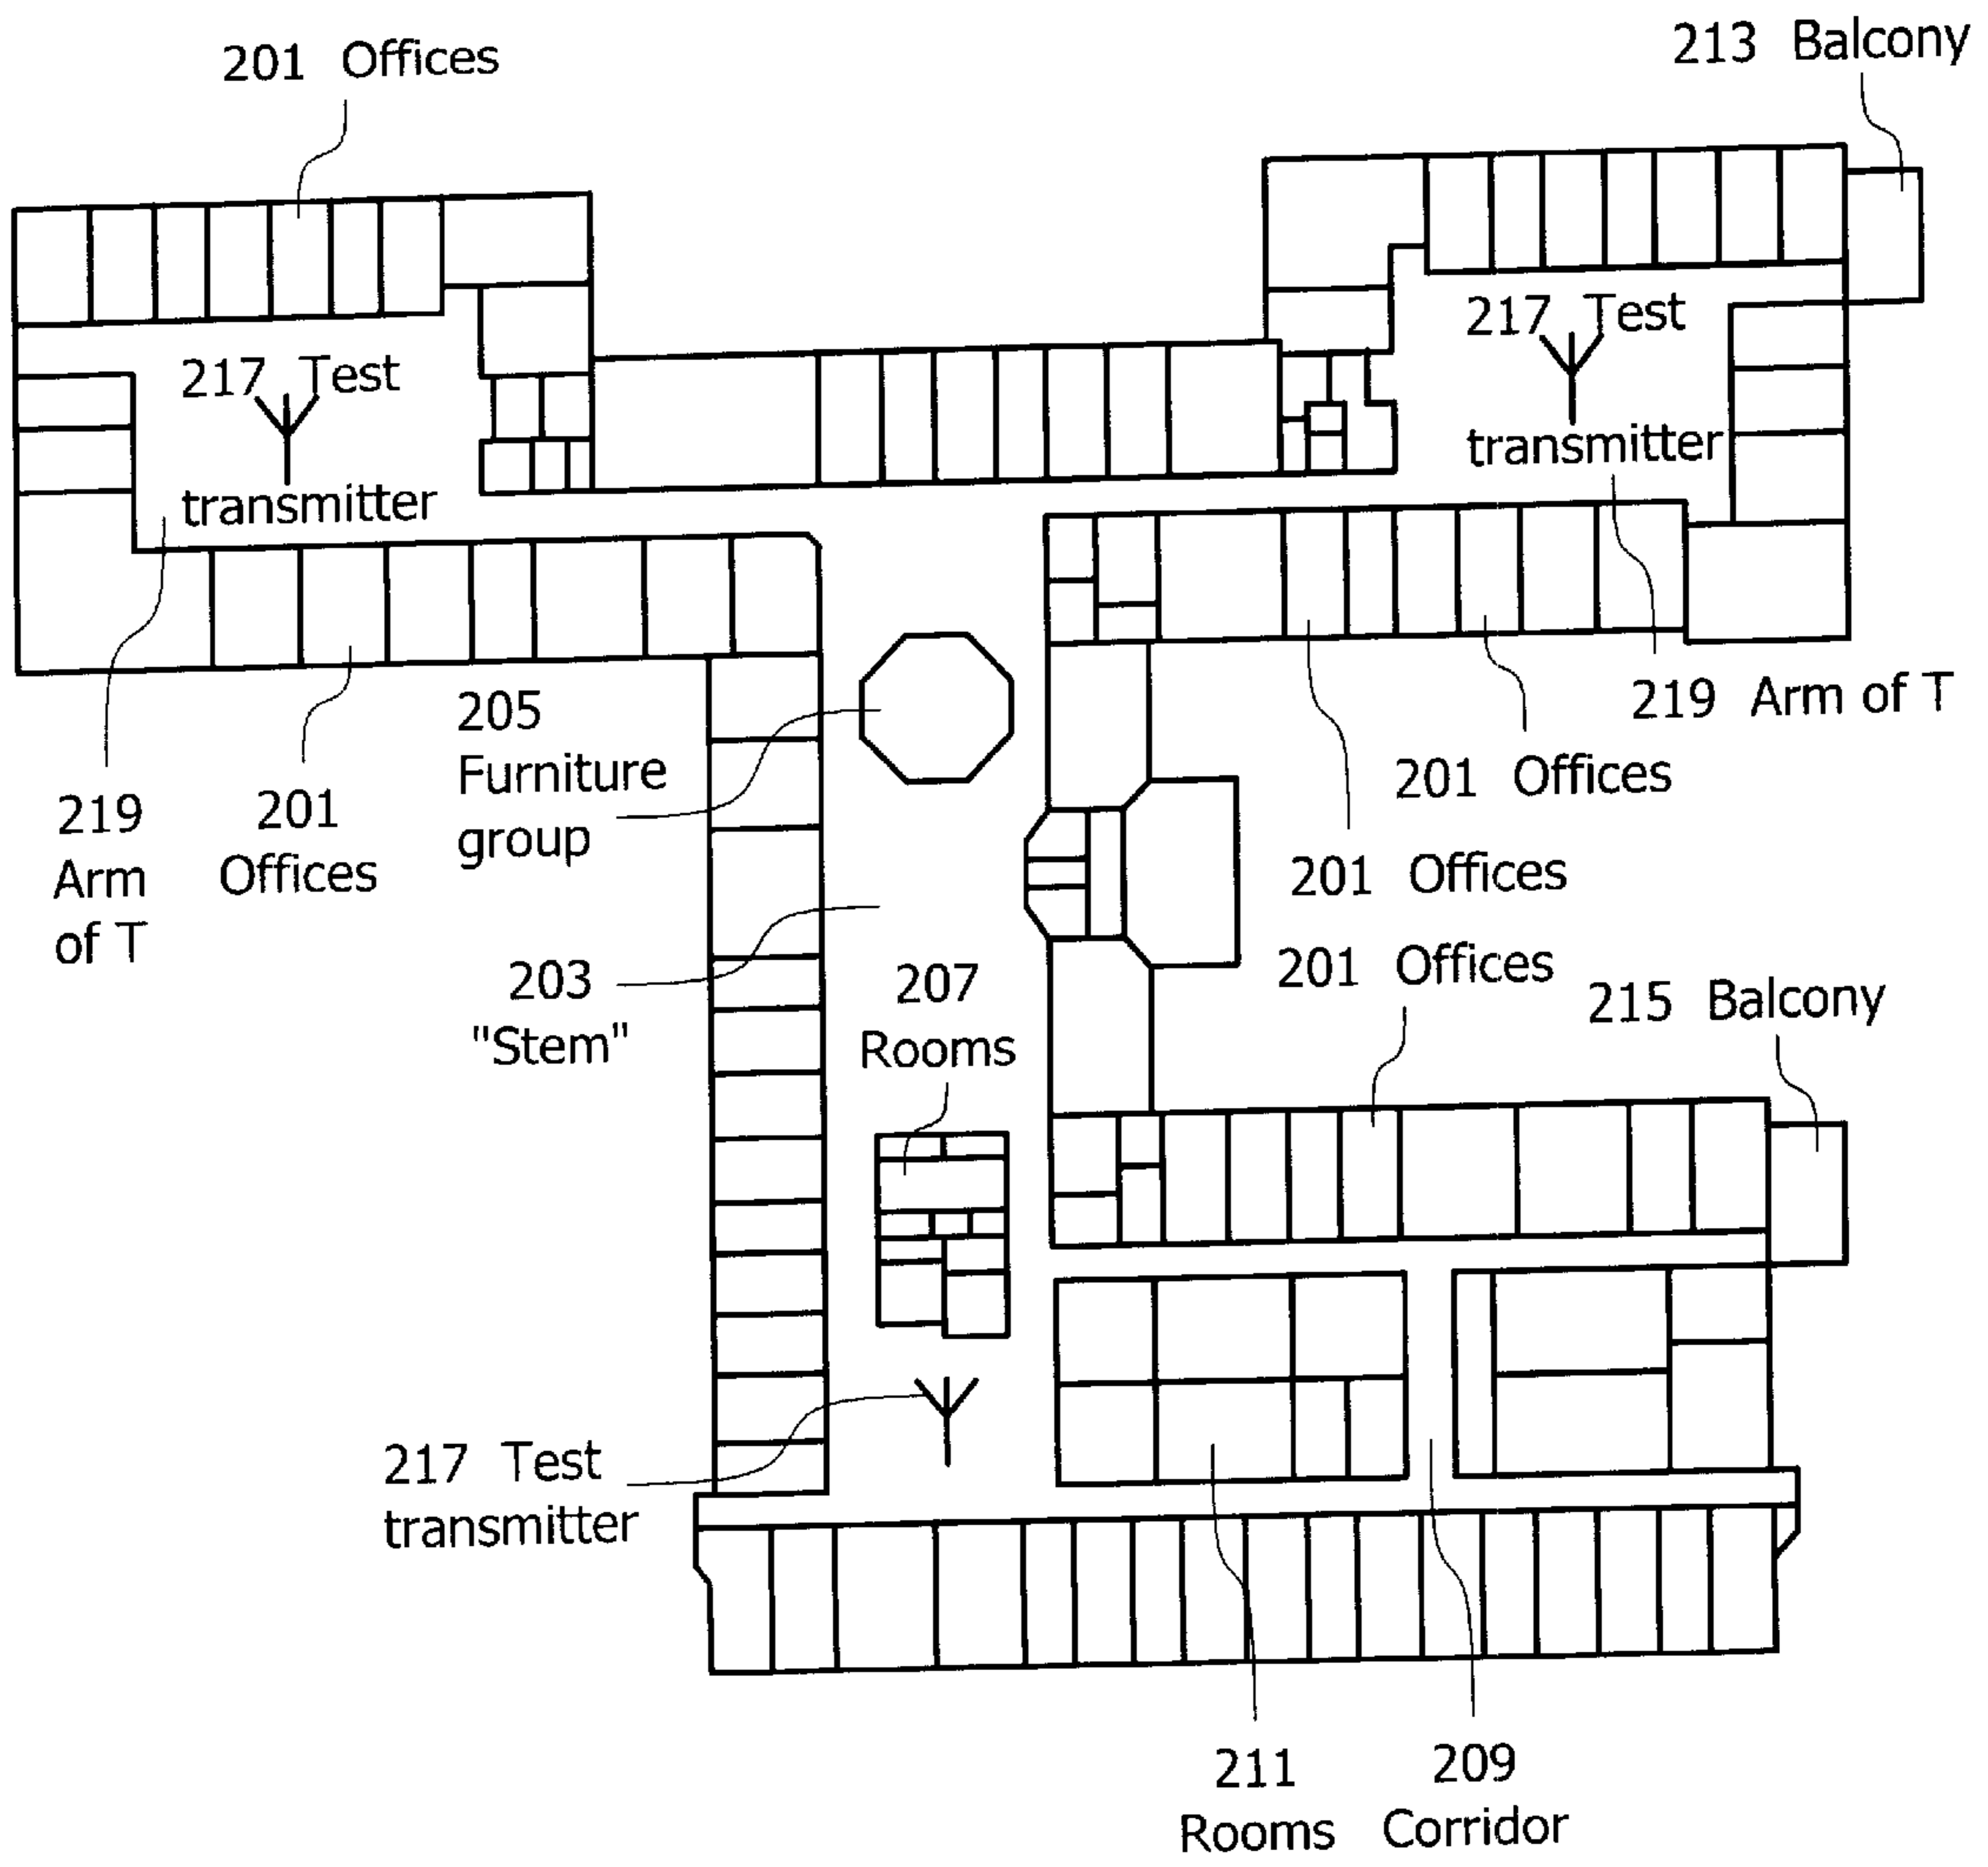 213 Balcony
201 Offices
217 Test
transmitter
217 Test
transmitter
205
Furniture
group
219 Arm of T
201 Offices
219
Arm
of T
201
Offices
201 Offices
201 Offices
203
"Stem"
207
Rooms
215 Balcony
217 Test
transmitter
211
Rooms
209
Corridor